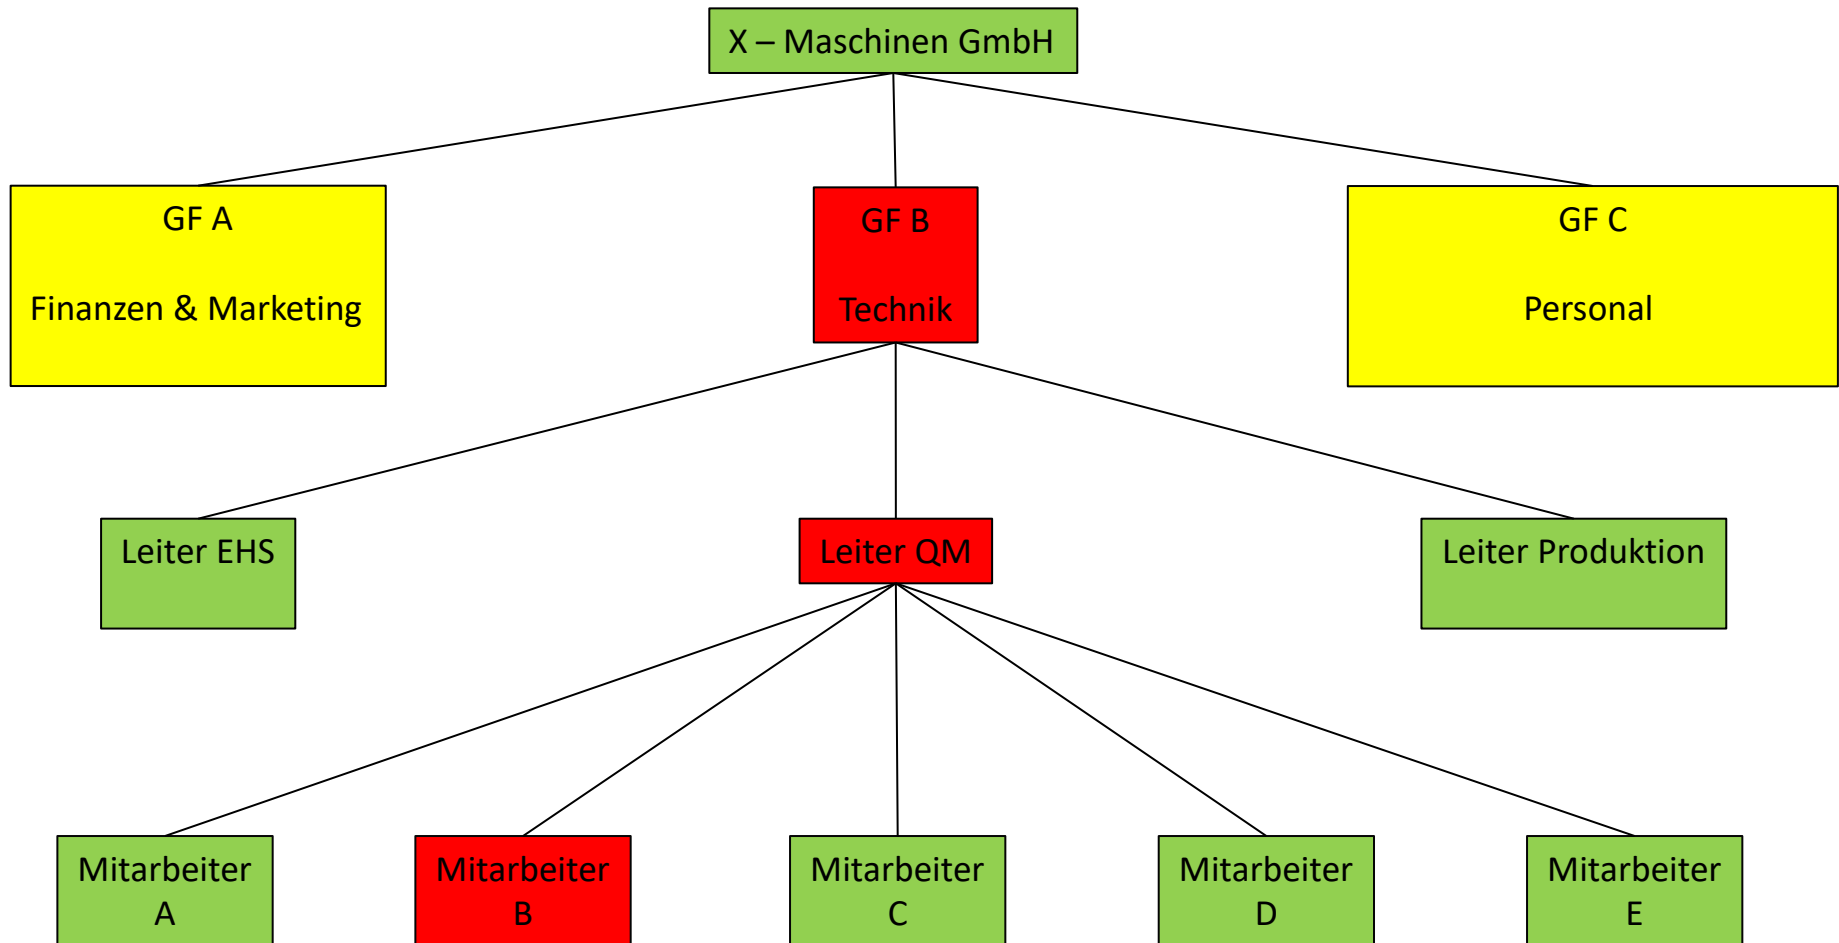 X – Maschinen GmbH
GF A
Finanzen & Marketing
GF B
Technik
GF C
Personal
Leiter EHS
Leiter QM
Leiter Produktion
Mitarbeiter
A
Mitarbeiter
B
Mitarbeiter
C
Mitarbeiter
D
Mitarbeiter
E